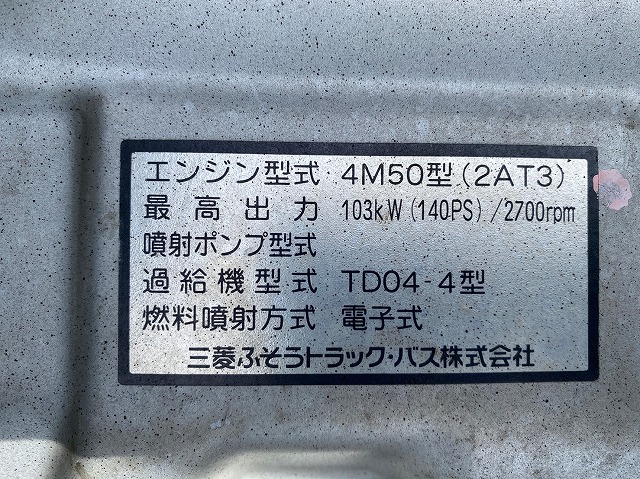 エンジン型式 4M50型(2AT3)
最高出力 103kW(140PS)/2700rpm
噴射ポンプ型式
過給機型式 TD04-4型
燃料噴射方式 電子式
三菱ふそうトラック・バス株式会社